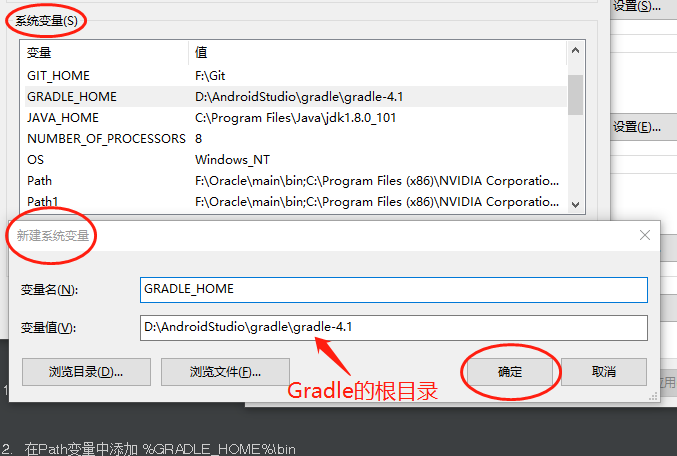 系统变量(S)
设置(S)...
变量 值
GIT_HOME F:\Git
GRADLE_HOME D:\AndroidStudio\gradle\gradle-4.1
JAVA_HOME C:\Program Files\Java\jdk1.8.0_101
设置(E)...
NUMBER_OF_PROCESSORS 8
OS Windows_NT
Path F:\Oracle\main\bin;C:\Program Files (x86)\NVIDIA Corporatio...
Path1 F:\Oracle\main\bin;C:\Program Files (x86)\NVIDIA Corporatio...
新建系统变量
变量名(N): GRADLE_HOME
变量值(V): D:\AndroidStudio\gradle\gradle-4.1
浏览目录(D)... 浏览文件(F)... 确定 取消
Gradle的根目录
1
2. 在Path变量中添加 %GRADLE_HOME%\bin